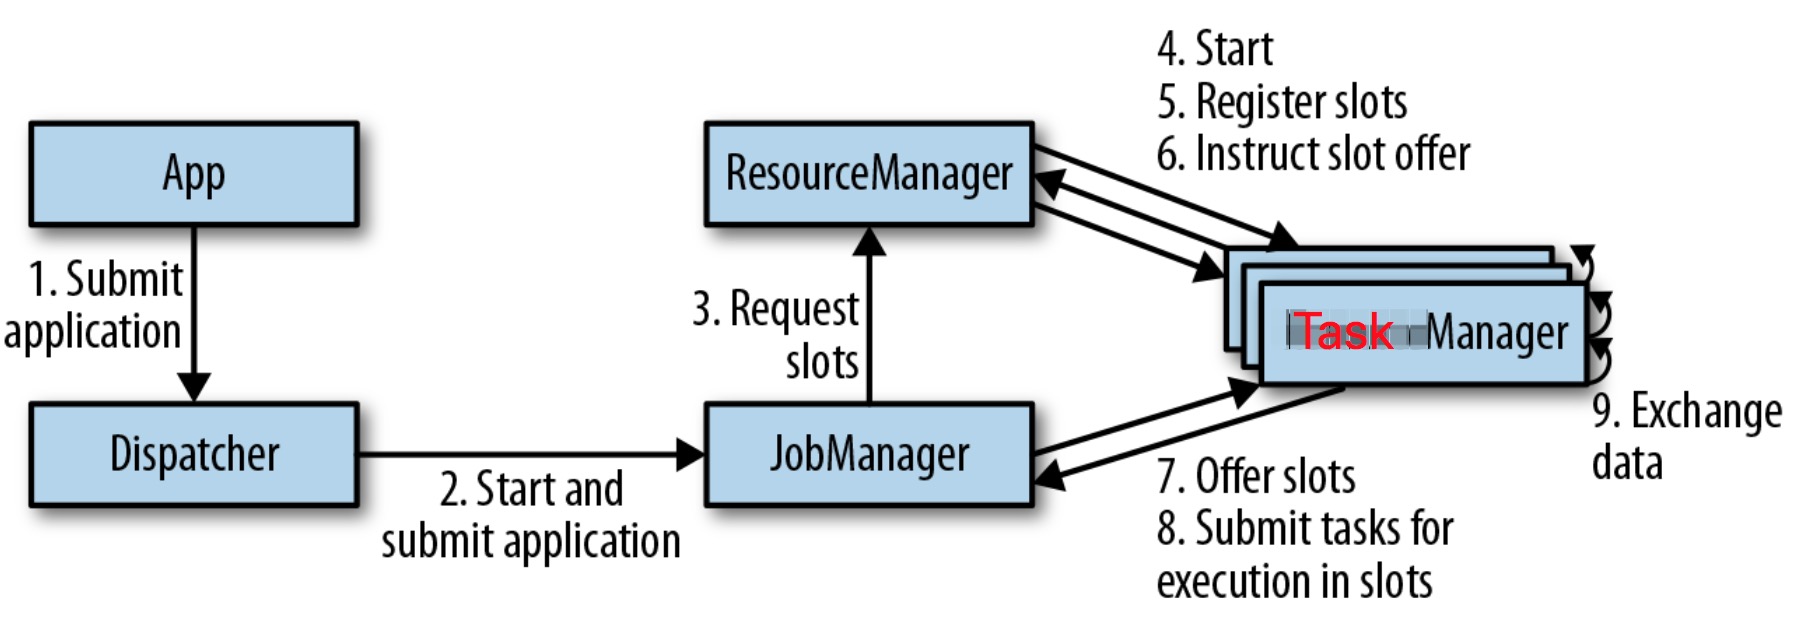 App
1. Submit
application
Dispatcher
2. Start and
submit application
ResourceManager
3. Request
slots
JobManager
4. Start
5. Register slots
6. Instruct slot offer
Task Manager
7. Offer slots
8. Submit tasks for
execution in slots
9. Exchange
data